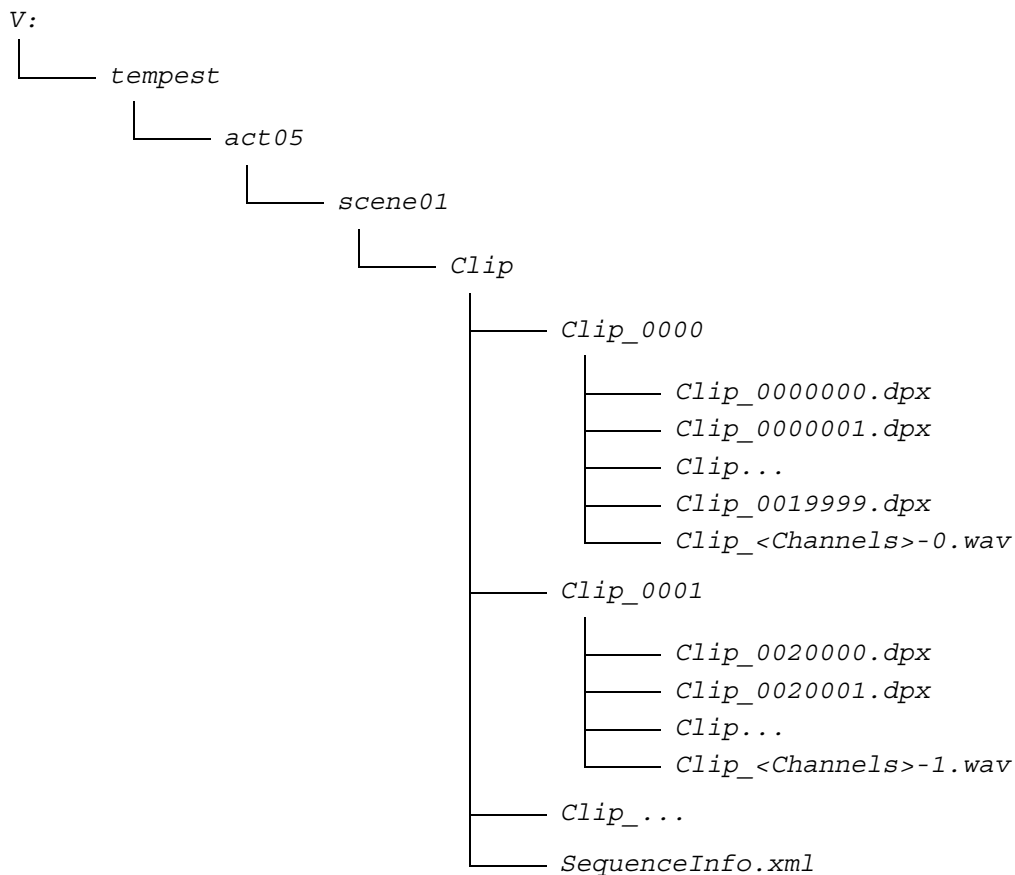 V:
tempest
act05
scene01
Clip
Clip_0000
Clip_0000000.dpx
Clip_0000001.dpx
Clip...
Clip_0019999.dpx
Clip_<Channels>-0.wav
Clip_0001
Clip_0020000.dpx
Clip_0020001.dpx
Clip...
Clip_<Channels>-1.wav
Clip_...
SequenceInfo.xml